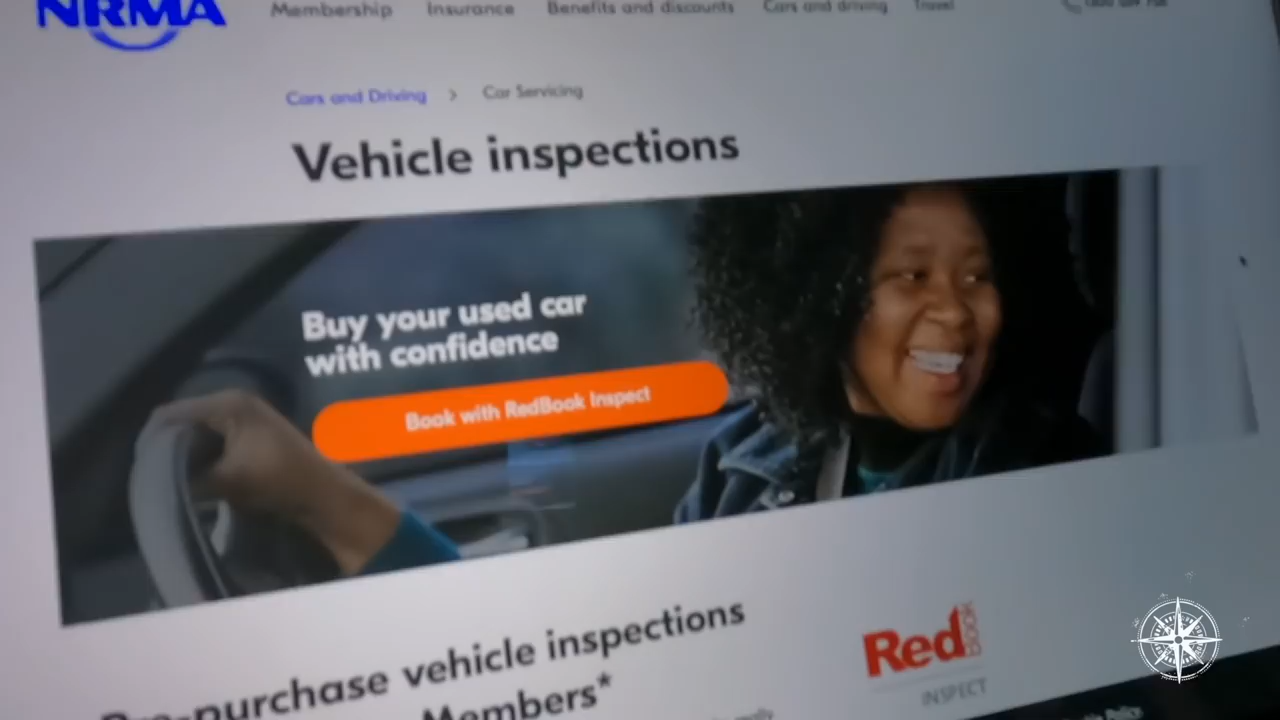 NRMA
Membership Insurance Benefits and discounts Cars and driving Travel
Cars and Driving > Car Servicing
Vehicle inspections
Buy your used car
with confidence
Book with RedBook Inspect
Pre-purchase vehicle inspections
Members*
Red BOOK
INSPECT